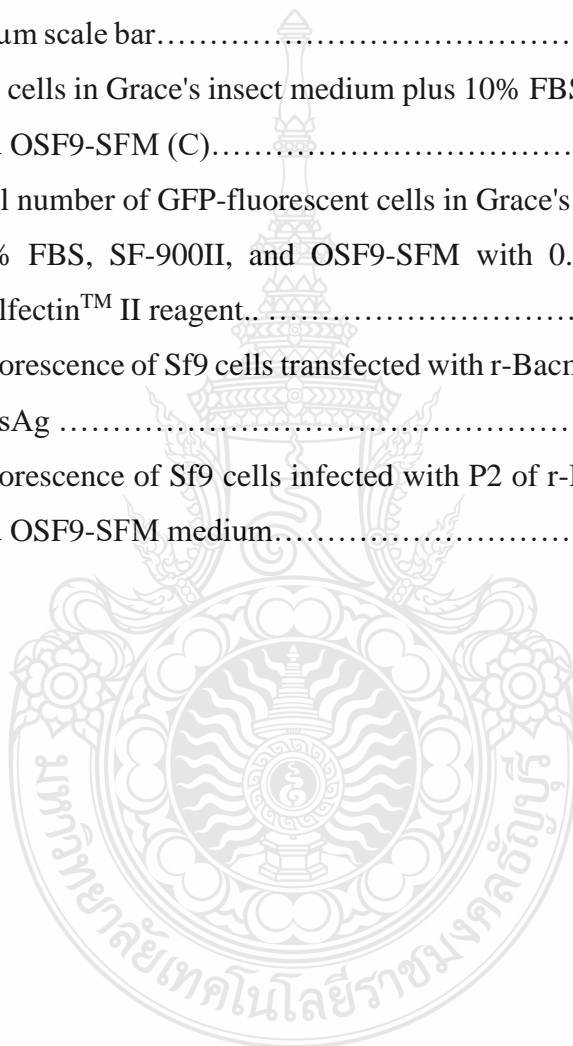 µm scale bar……………………………………
cells in Grace's insect medium plus 10% FBS
OSF9-SFM (C)…………………………………
l number of GFP-fluorescent cells in Grace's
% FBS, SF-900II, and OSF9-SFM with 0.
lfectin™ II reagent.. ……………………………
orescence of Sf9 cells transfected with r-Bacm
sAg ………………………………………………
orescence of Sf9 cells infected with P2 of r-
OSF9-SFM medium……………………………
มหาวิทยาลัยเทคโนโลยีราชมงคลธัญบุรี